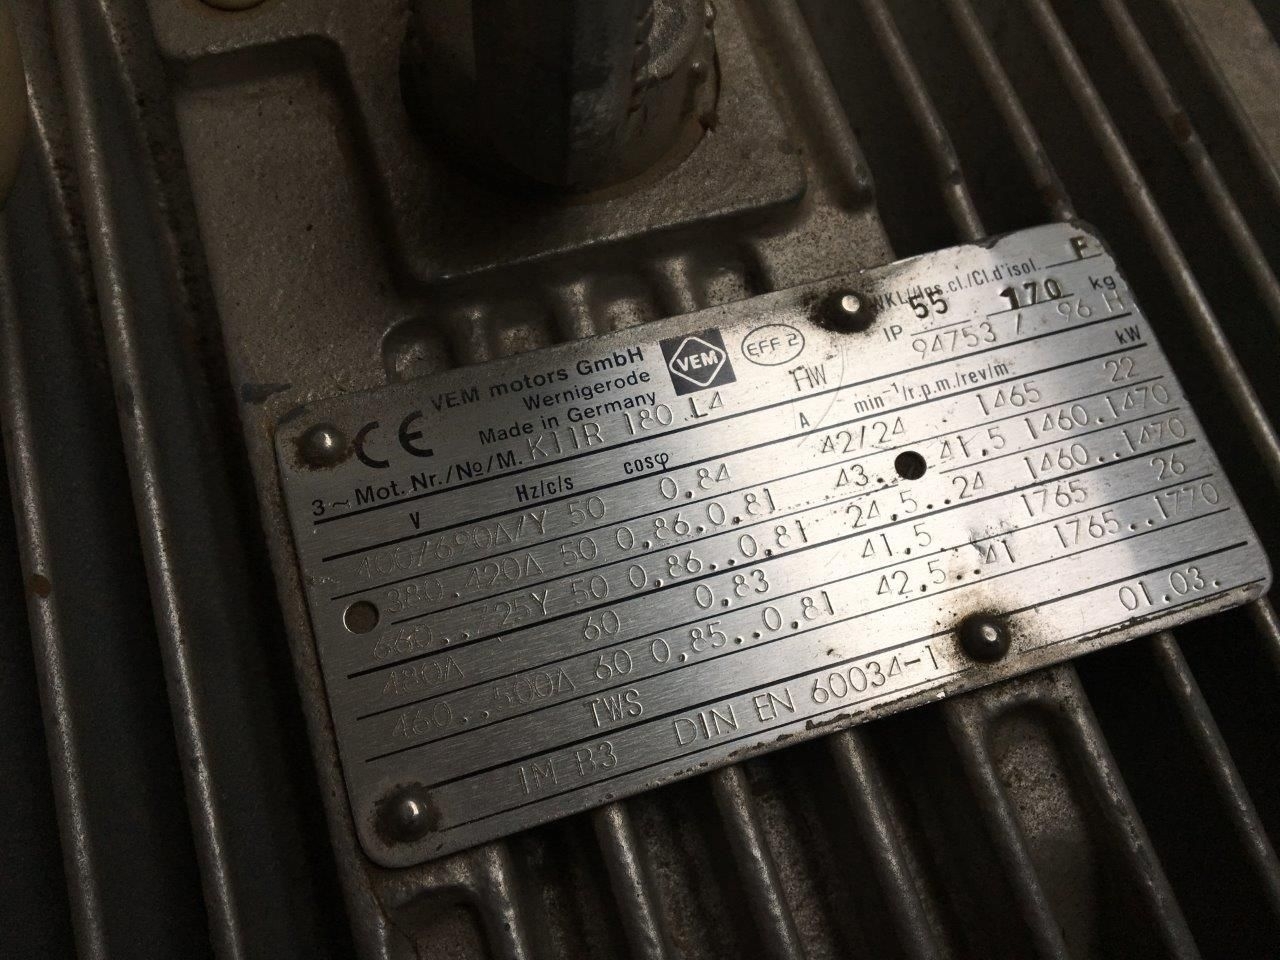 WKL/Ins.cl./Cl.d'isol. F
VEM motors GmbH VEM EFF 2 IP 55 170 kg
CE Wernigerode
Made in Germany
3~Mot. Nr./No/M. K11R 180 L4 HW 94753 / 96 H
V Hz/c/s cosφ A min-1/r.p.m./rev/m kW
400/690Δ/Y 50 0,84 42/24 1465 22
380..420Δ 50 0,86..0,81 43..41,5 1460..1470
660..725Y 50 0,86..0,81 24,5..24 1460..1470
480Δ 60 0,83 41,5 1765 26
460..500Δ 60 0,85..0,81 42,5..41 1765..1770
TWS
IM B3 DIN EN 60034-1 01.03.